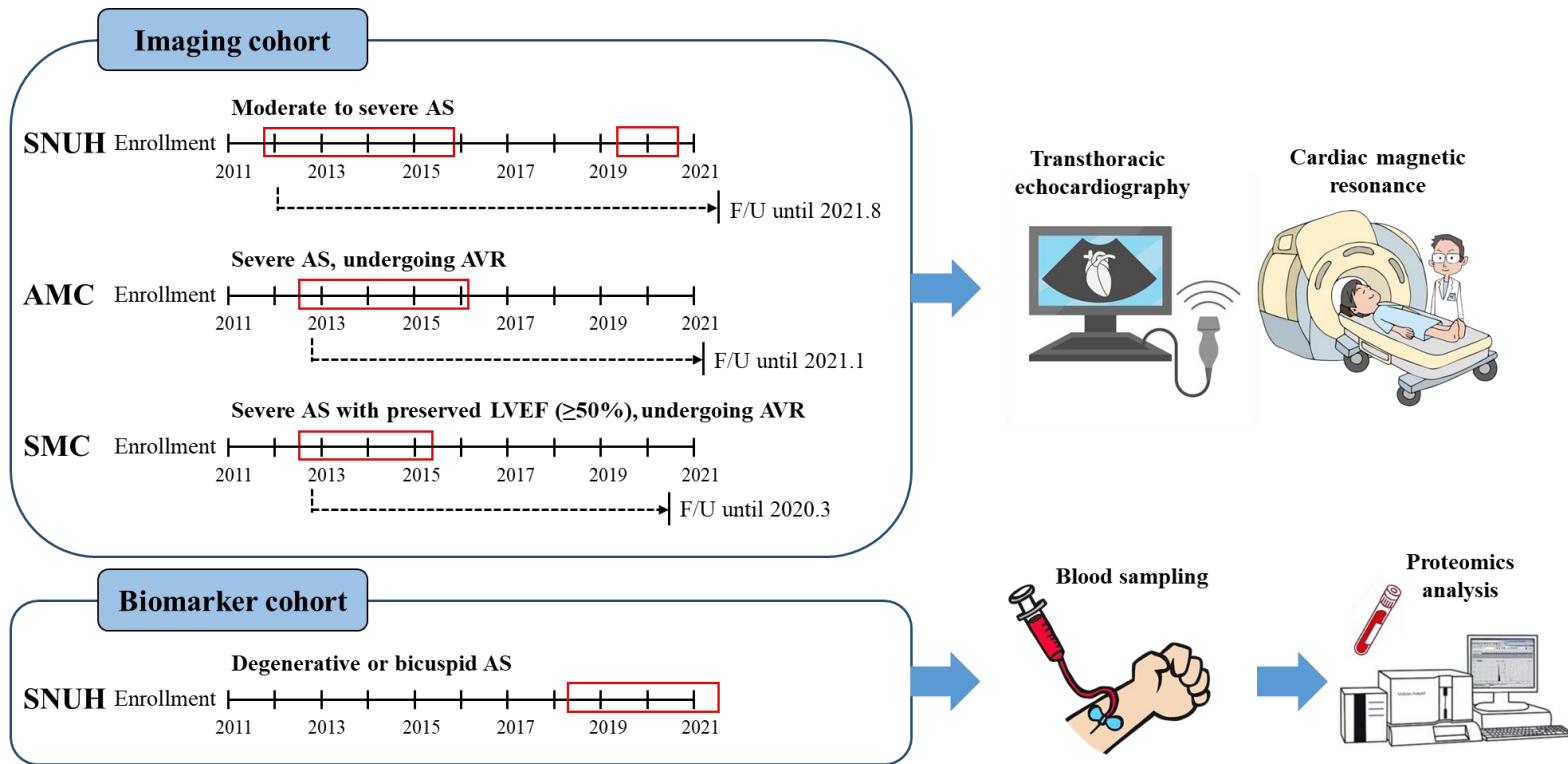 Imaging cohort
Moderate to severe AS
SNUH Enrollment
2011 2013 2015 2017 2019 2021
F/U until 2021.8
Severe AS, undergoing AVR
AMC Enrollment
2011 2013 2015 2017 2019 2021
F/U until 2021.1
Severe AS with preserved LVEF (≥50%), undergoing AVR
SMC Enrollment
2011 2013 2015 2017 2019 2021
F/U until 2020.3
Transthoracic
echocardiography
Cardiac magnetic
resonance
Biomarker cohort
Degenerative or bicuspid AS
SNUH Enrollment
2011 2013 2015 2017 2019 2021
Blood sampling
Proteomics
analysis